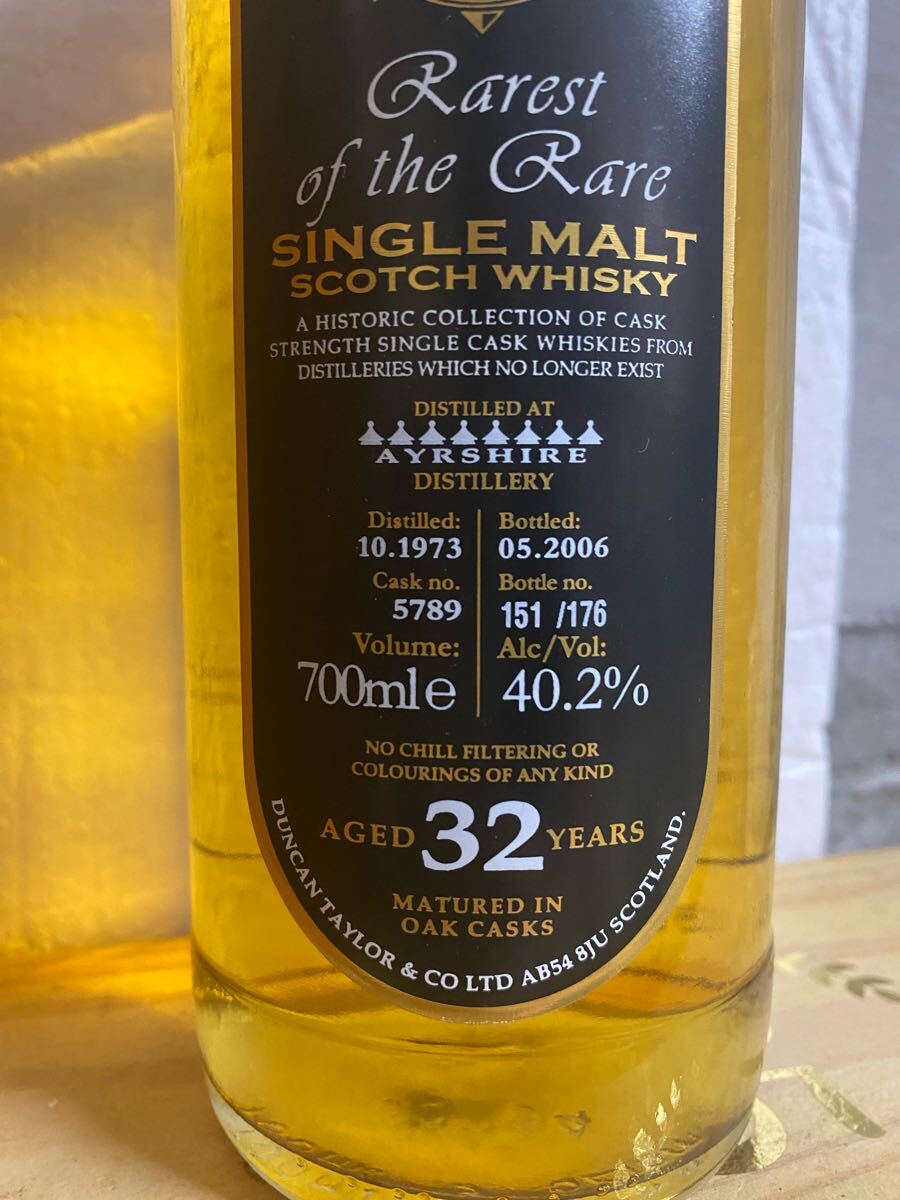 Rarest
of the Rare
SINGLE MALT
SCOTCH WHISKY
A HISTORIC COLLECTION OF CASK
STRENGTH SINGLE CASK WHISKIES FROM
DISTILLERIES WHICH NO LONGER EXIST
DISTILLED AT
AYRSHIRE
DISTILLERY
Distilled: Bottled:
10.1973 05.2006
Cask no. Bottle no.
5789 151 /176
Volume: Alc/Vol:
700mle 40.2%
NO CHILL FILTERING OR
COLOURINGS OF ANY KIND
AGED 32 YEARS
MATURED IN
OAK CASKS
DUNCAN TAYLOR & CO LTD AB54 8JU SCOTLAND.